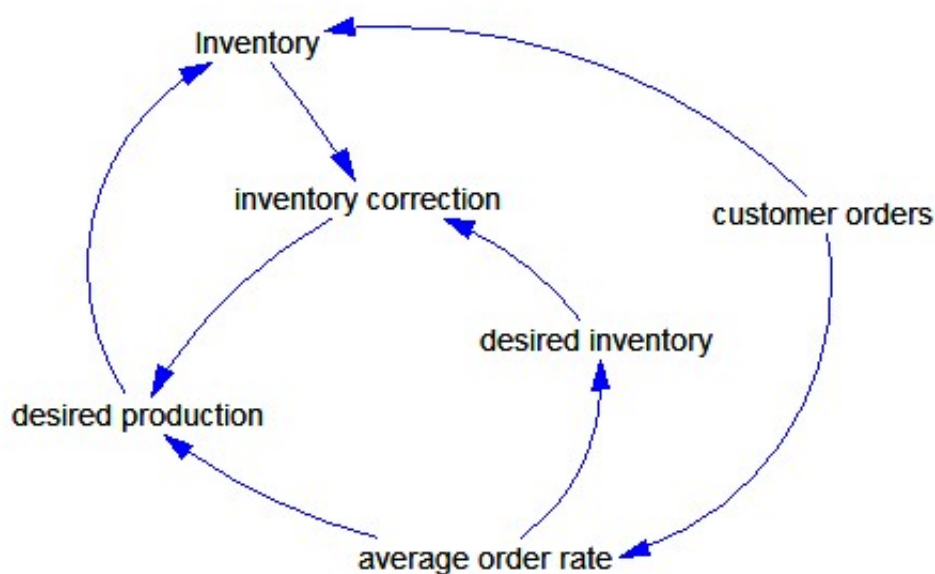 Inventory
inventory correction
customer orders
desired inventory
desired production
average order rate